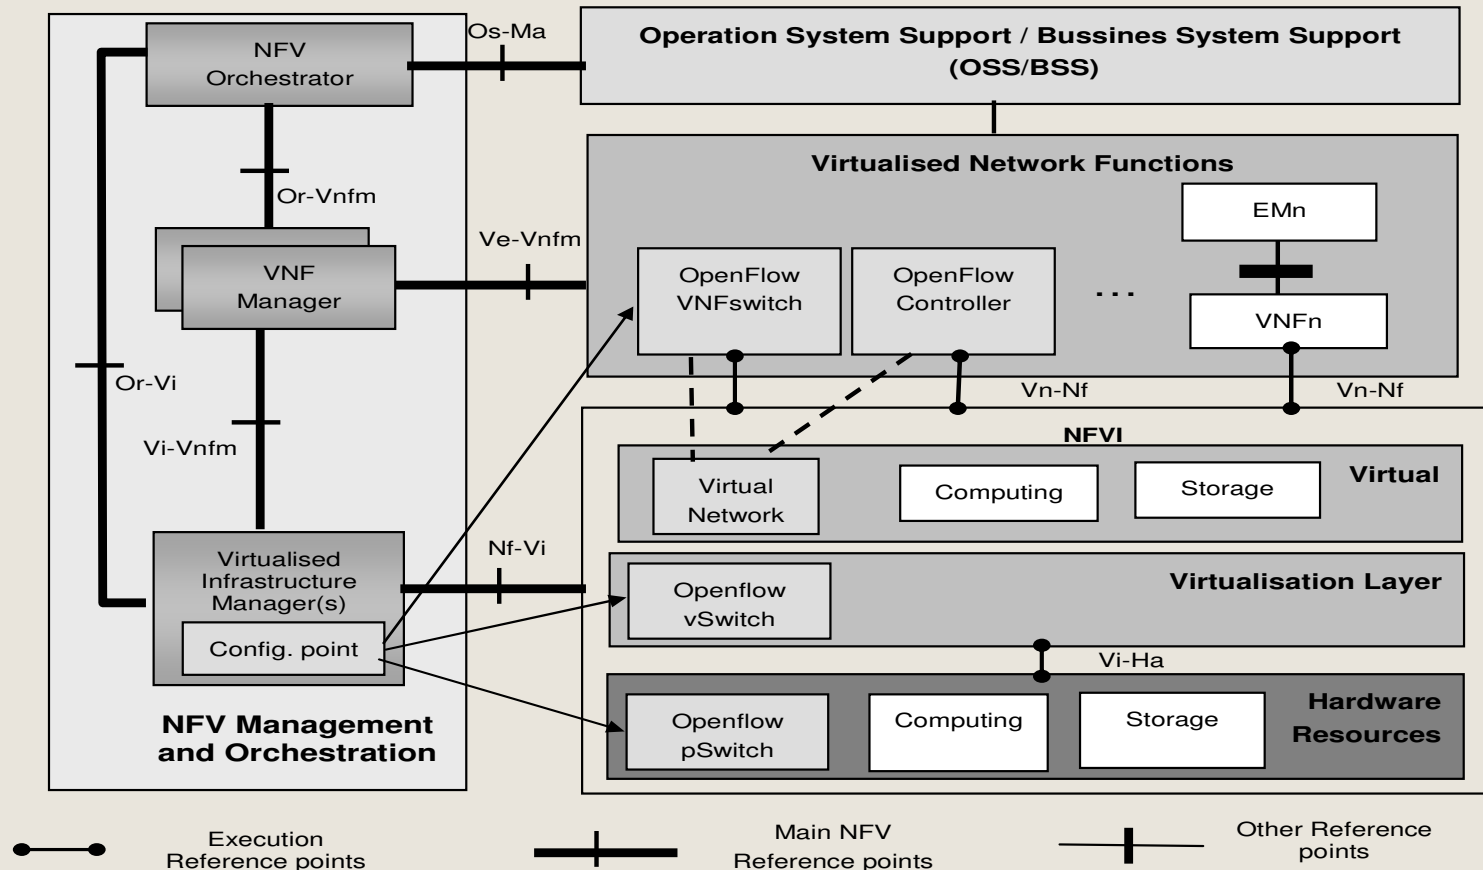 Os-Ma
NFV
Orchestrator
Operation System Support / Bussines System Support
(OSS/BSS)
Or-Vnfm
VNF
Manager
Ve-Vnfm
Or-Vi
Vi-Vnfm
Virtualised
Infrastructure
Manager(s)
Config. point
Nf-Vi
NFV Management
and Orchestration
Virtualised Network Functions
OpenFlow
VNFswitch
OpenFlow
Controller
...
EMn
VNFn
Vn-Nf
Vn-Nf
NFVI
Virtual
Virtual
Network
Computing
Storage
Virtualisation Layer
Openflow
vSwitch
Vi-Ha
Hardware
Resources
Openflow
pSwitch
Computing
Storage
Execution
Reference points
Main NFV
Reference points
Other Reference
points